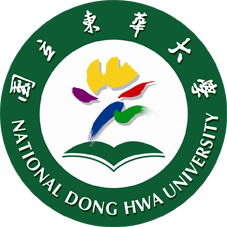 國立東華大學
NATIONAL DONG HWA UNIVERSITY